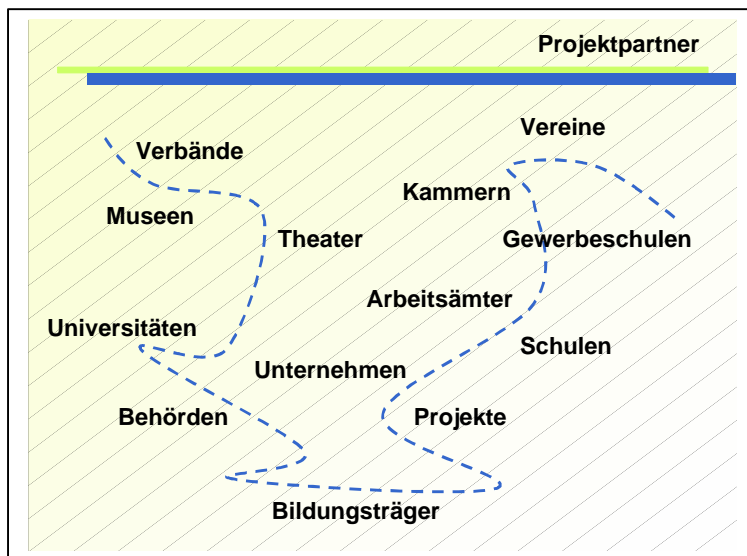 Projektpartner
Vereine
Verbände
Kammern
Museen
Theater
Gewerbeschulen
Arbeitsämter
Universitäten
Schulen
Unternehmen
Behörden
Projekte
Bildungsträger